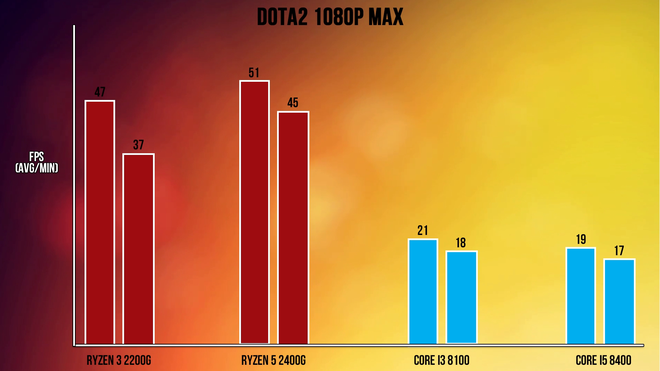 DOTA2 1080P MAX
FPS
(AVG/MIN)
47
37
51
45
21
18
19
17
RYZEN 3 2200G
RYZEN 5 2400G
CORE I3 8100
CORE I5 8400